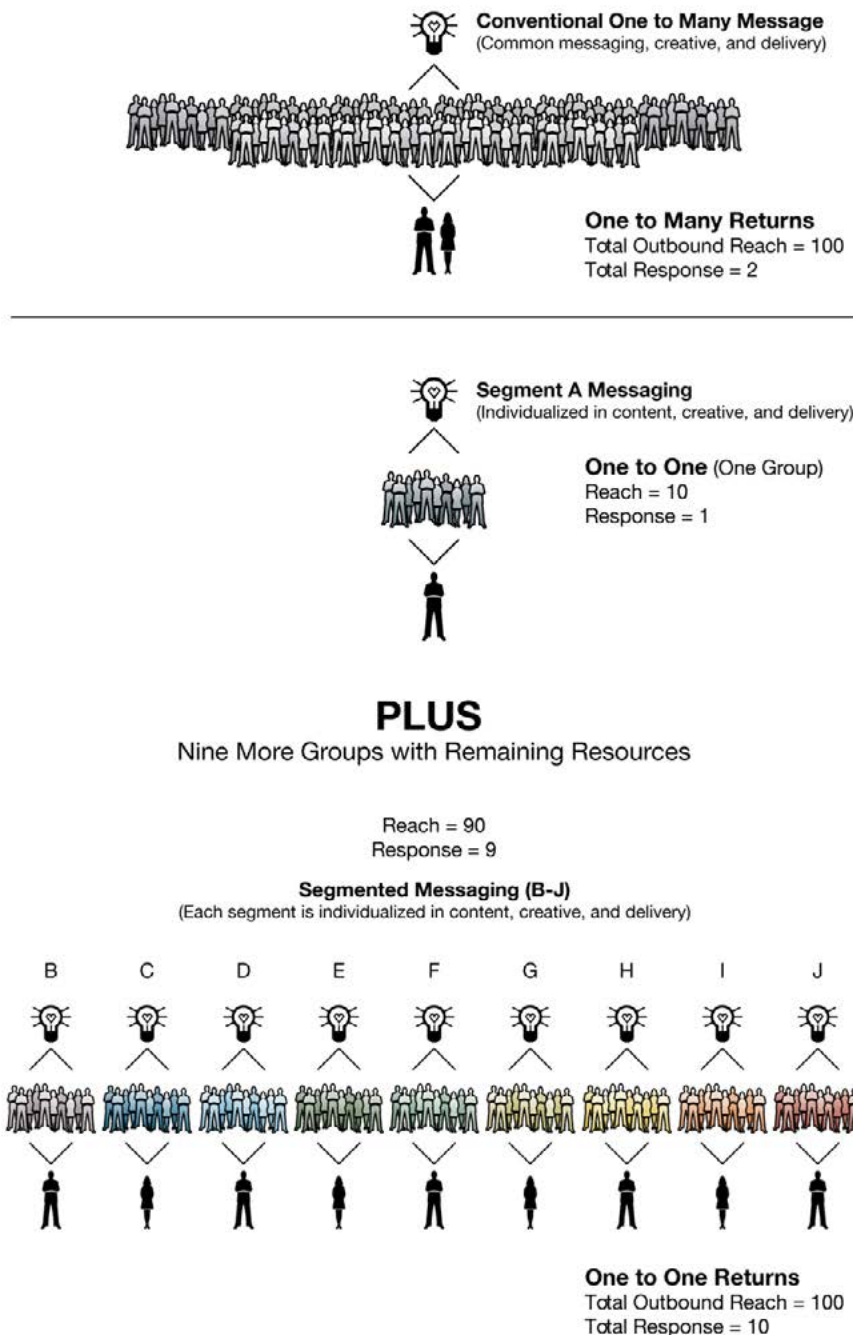 Conventional One to Many Message
(Common messaging, creative, and delivery)
One to Many Returns
Total Outbound Reach = 100
Total Response = 2
Segment A Messaging
(Individualized in content, creative, and delivery)
One to One (One Group)
Reach = 10
Response = 1
PLUS
Nine More Groups with Remaining Resources
Reach = 90
Response = 9
Segmented Messaging (B-J)
(Each segment is individualized in content, creative, and delivery)
B C D E F G H I J
One to One Returns
Total Outbound Reach = 100
Total Response = 10